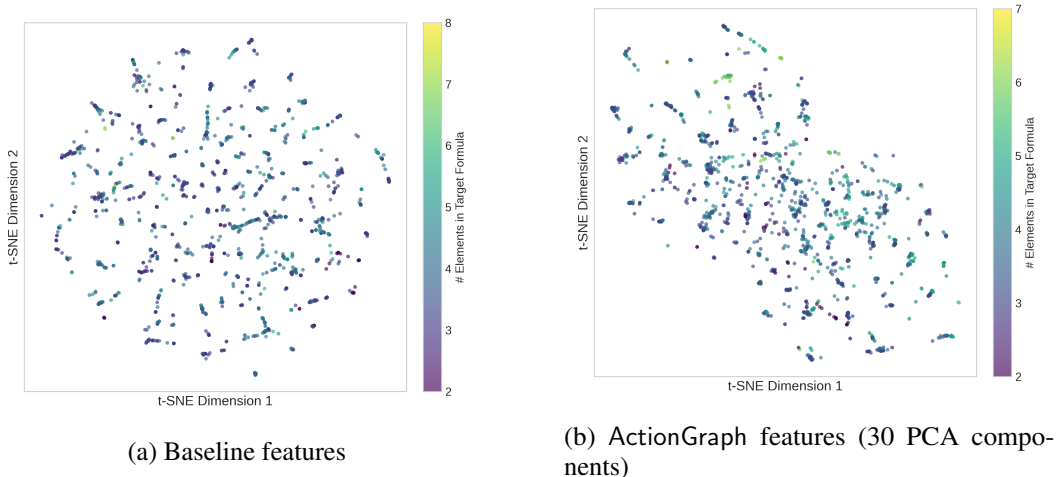 t-SNE Dimension 2
t-SNE Dimension 1
8
7
6
5
4
3
2
# Elements in Target Formula
(a) Baseline features
t-SNE Dimension 2
t-SNE Dimension 1
7
6
5
4
3
2
# Elements in Target Formula
(b) ActionGraph features (30 PCA compo-
nents)